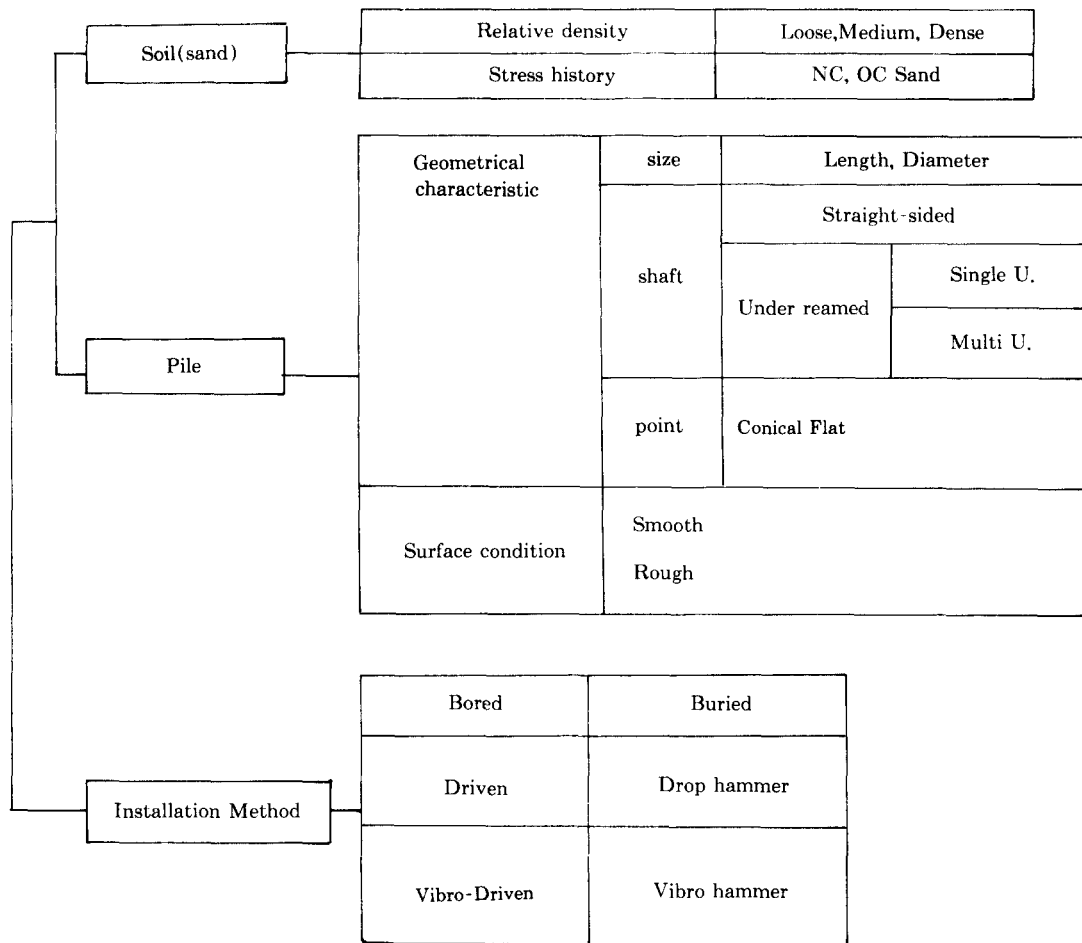 Soil(sand)
Relative density
Loose,Medium, Dense
Stress history
NC, OC Sand
Pile
Geometrical
characteristic
size
Length, Diameter
shaft
Straight-sided
Under reamed
Single U.
Multi U.
point
Conical Flat
Surface condition
Smooth
Rough
Installation Method
Bored
Buried
Driven
Drop hammer
Vibro-Driven
Vibro hammer